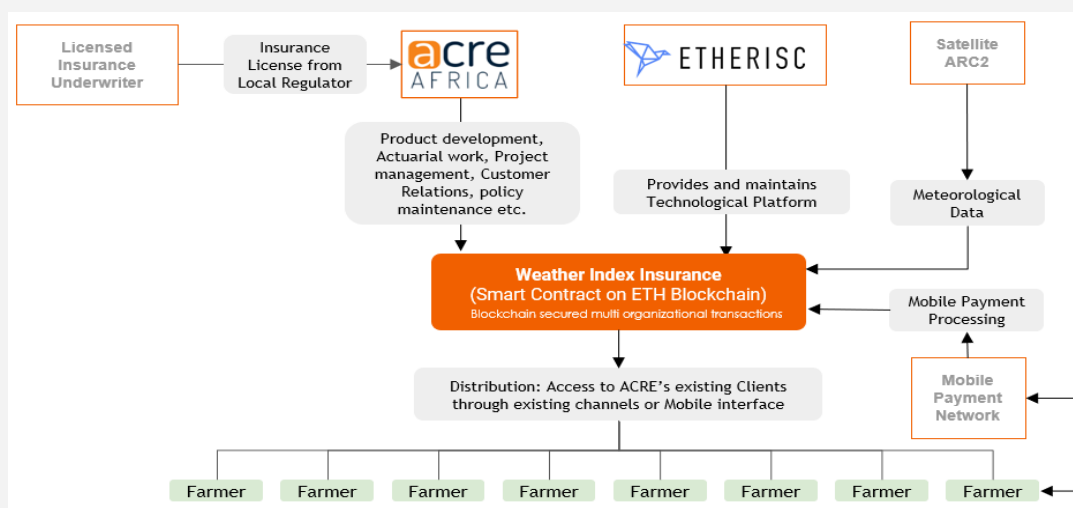 Licensed
Insurance
Underwriter
Insurance
License from
Local Regulator
acre
AFRICA
ETHERISC
Satellite
ARC2
Product development,
Actuarial work, Project
management, Customer
Relations, policy
maintenance etc.
Provides and maintains
Technological Platform
Meteorological
Data
Weather Index Insurance
(Smart Contract on ETH Blockchain)
Blockchain secured multi organizational transactions
Mobile Payment
Processing
Distribution: Access to ACRE's existing Clients
through existing channels or Mobile interface
Mobile
Payment
Network
Farmer
Farmer
Farmer
Farmer
Farmer
Farmer
Farmer
Farmer